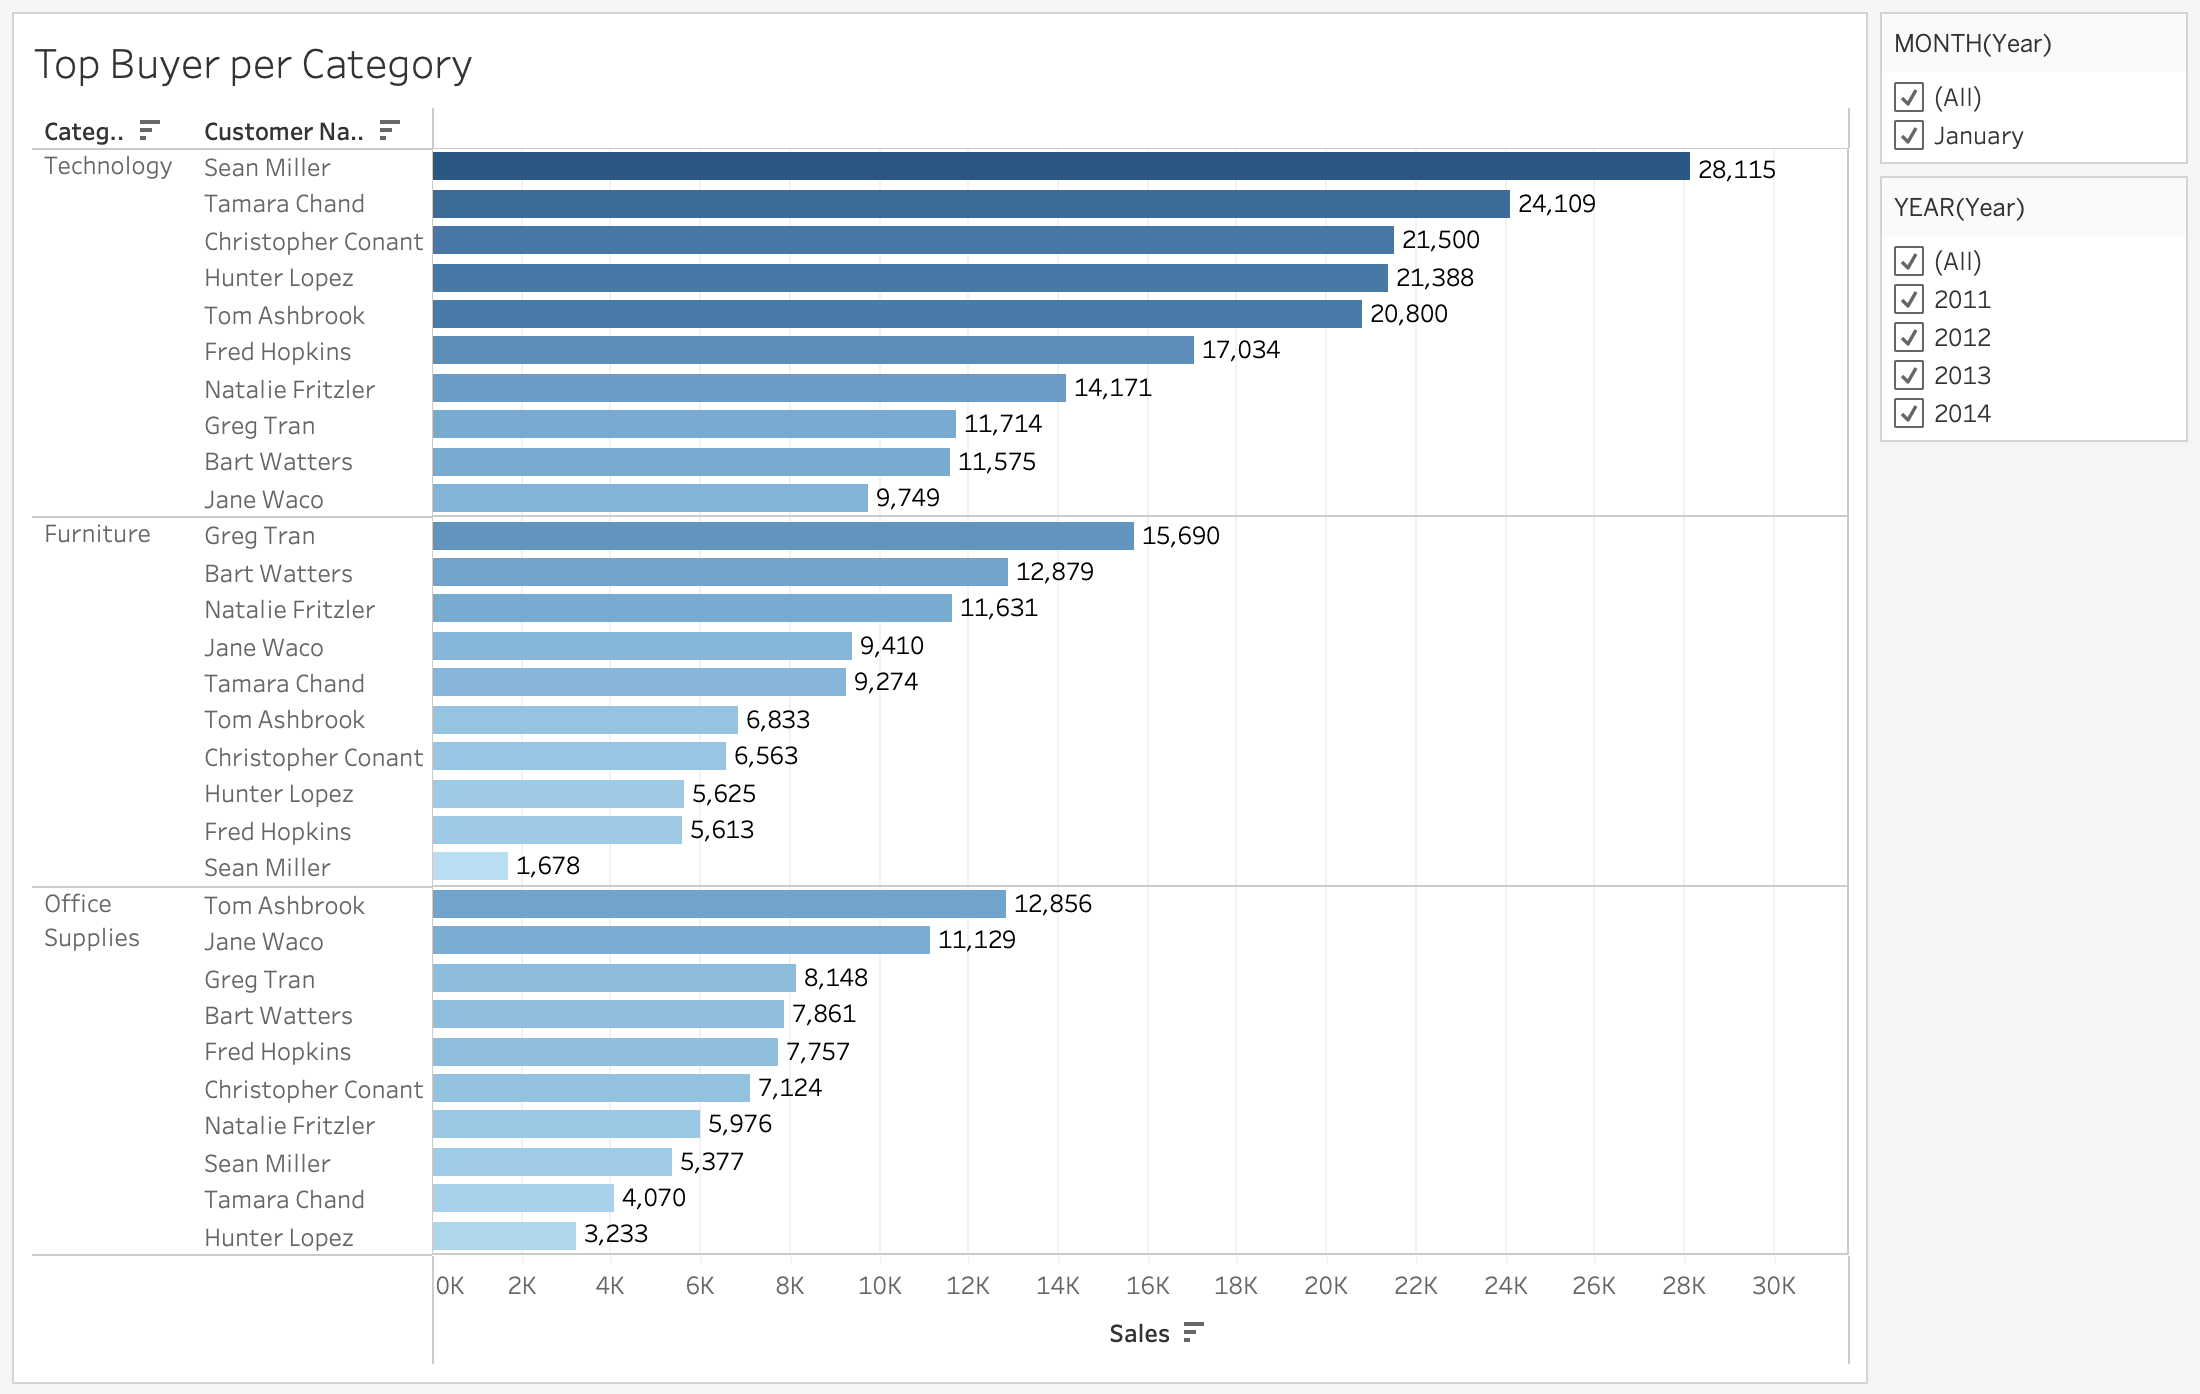 Top Buyer per Category
Categ.. Customer Na..
Technology Sean Miller 28,115
Tamara Chand 24,109
Christopher Conant 21,500
Hunter Lopez 21,388
Tom Ashbrook 20,800
Fred Hopkins 17,034
Natalie Fritzler 14,171
Greg Tran 11,714
Bart Watters 11,575
Jane Waco 9,749
Furniture Greg Tran 15,690
Bart Watters 12,879
Natalie Fritzler 11,631
Jane Waco 9,410
Tamara Chand 9,274
Tom Ashbrook 6,833
Christopher Conant 6,563
Hunter Lopez 5,625
Fred Hopkins 5,613
Sean Miller 1,678
Office Tom Ashbrook 12,856
Supplies Jane Waco 11,129
Greg Tran 8,148
Bart Watters 7,861
Fred Hopkins 7,757
Christopher Conant 7,124
Natalie Fritzler 5,976
Sean Miller 5,377
Tamara Chand 4,070
Hunter Lopez 3,233
0K 2K 4K 6K 8K 10K 12K 14K 16K 18K 20K 22K 24K 26K 28K 30K
Sales
MONTH(Year)
(All)
January
YEAR(Year)
(All)
2011
2012
2013
2014